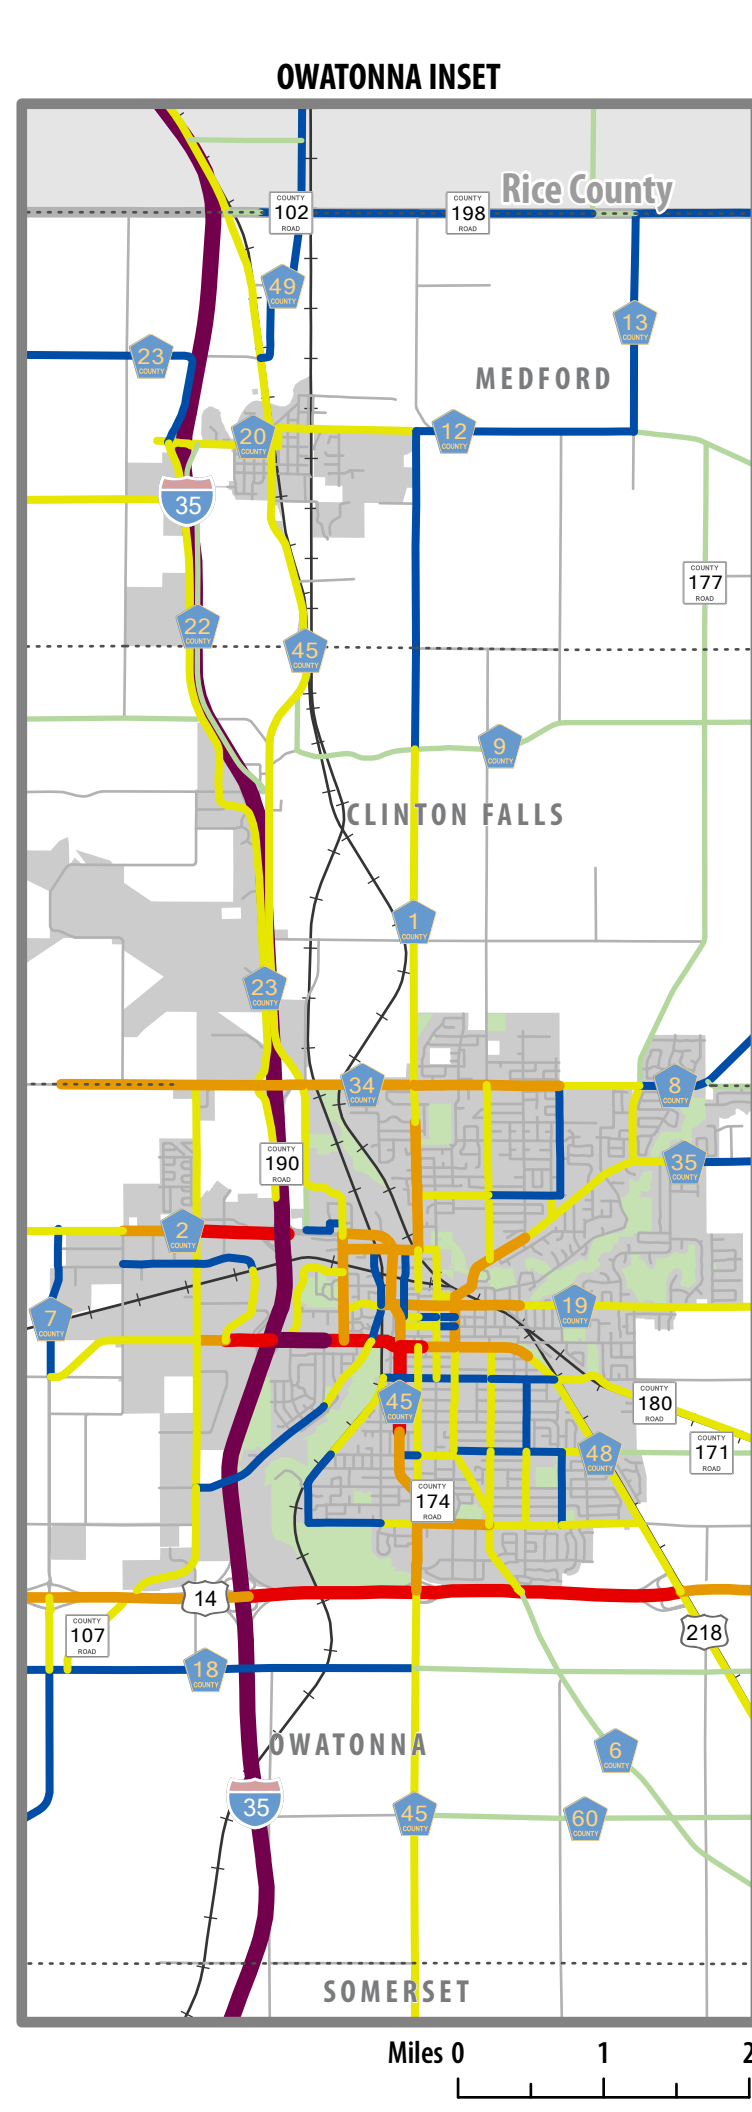 OWATONNA INSET
Rice County
COUNTY
102
ROAD
COUNTY
198
ROAD
49
COUNTY
13
COUNTY
23
COUNTY
MEDFORD
20
COUNTY
12
COUNTY
35
COUNTY
177
ROAD
22
COUNTY
45
COUNTY
9
COUNTY
CLINTON FALLS
1
COUNTY
23
COUNTY
34
COUNTY
8
COUNTY
COUNTY
190
ROAD
35
COUNTY
2
COUNTY
7
COUNTY
19
COUNTY
45
COUNTY
COUNTY
180
ROAD
48
COUNTY
COUNTY
171
ROAD
COUNTY
174
ROAD
14
COUNTY
107
ROAD
218
18
COUNTY
OWATONNA
6
COUNTY
35
45
COUNTY
60
COUNTY
SOMERSET
Miles 0 1 2